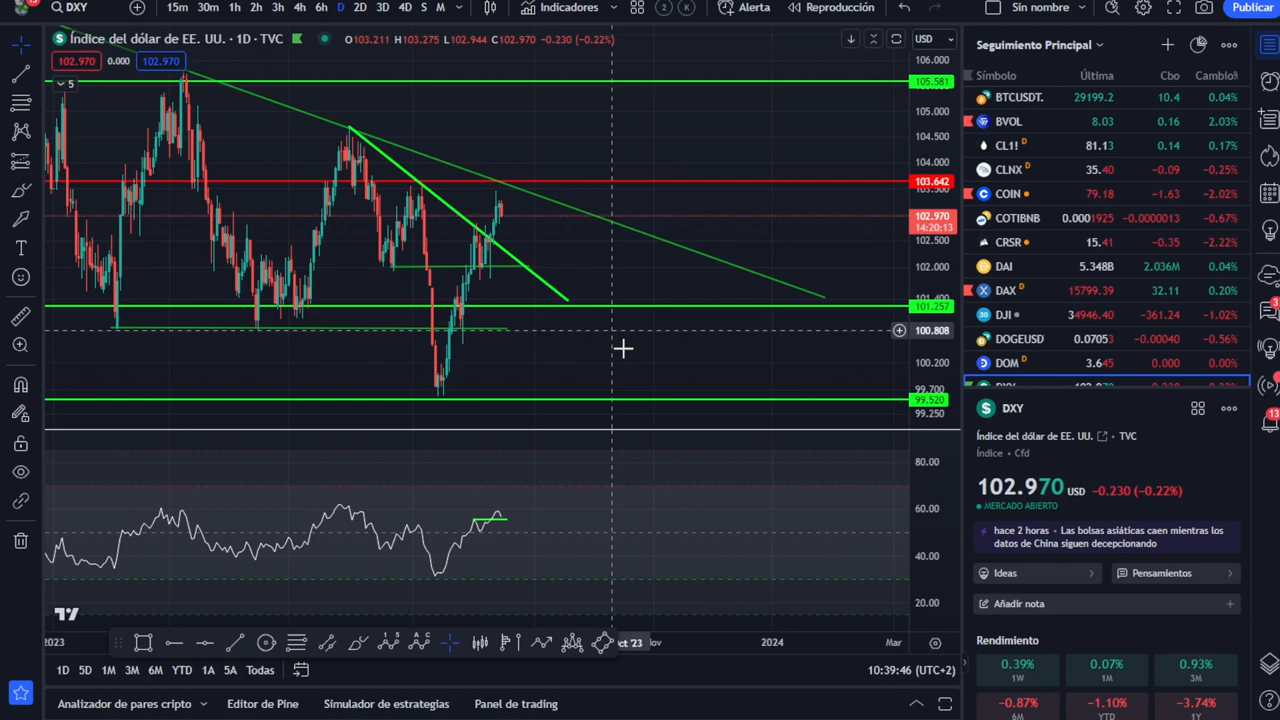 13
DXY
15m 30m 1h 2h 3h 4h 6h D 2D 3D 4D S M
Indicadores
2 K
Alerta
Reproducción
Sin nombre
Publicar
Índice del dólar de EE. UU. · 1D · TVC
O103.211 H103.275 L102.944 C102.970 -0.230 (-0.22%)
USD
102.970 0.000 102.970
5
106.000
105.581
105.000
104.500
104.000
103.642
103.500
102.970
14:20:13
102.500
102.000
101.257
100.808
100.200
99.700
99.520
99.250
80.00
60.00
40.00
20.00
2023
Oct '23
2024
Mar
1D 5D 1M 3M 6M YTD 1A 5A Todas
10:39:46 (UTC+2)
Analizador de pares cripto
Editor de Pine
Simulador de estrategias
Panel de trading
Seguimiento Principal
Símbolo Última Cbo Cambio%
BTCUSDT. 29199.2 10.4 0.04%
BVOL 8.03 0.16 2.03%
CL1! D 81.13 0.14 0.17%
CLNX D 35.40 -0.09 -0.25%
COIN 79.18 -1.63 -2.02%
COTIBNB 0.0001925 -0.0000013 -0.67%
CRSR 15.41 -0.35 -2.22%
DAI 5.348B 2.036M 0.04%
DAX D 15799.39 32.11 0.20%
DJI 34946.40 -361.24 -1.02%
DOGEUSD 0.07053 -0.00040 -0.56%
DOM D 3.645 0.000 0.00%
DXY
Índice del dólar de EE. UU. · TVC
Índice · Cfd
102.970 USD -0.230 (-0.22%)
MERCADO ABIERTO
hace 2 horas · Las bolsas asiáticas caen mientras los
datos de China siguen decepcionando
Ideas
Pensamientos
Añadir nota
Rendimiento
0.39% 0.07% 0.93%
1W 1M 3M
-0.87% -1.10% -3.74%
6M YTD 1Y
3
13